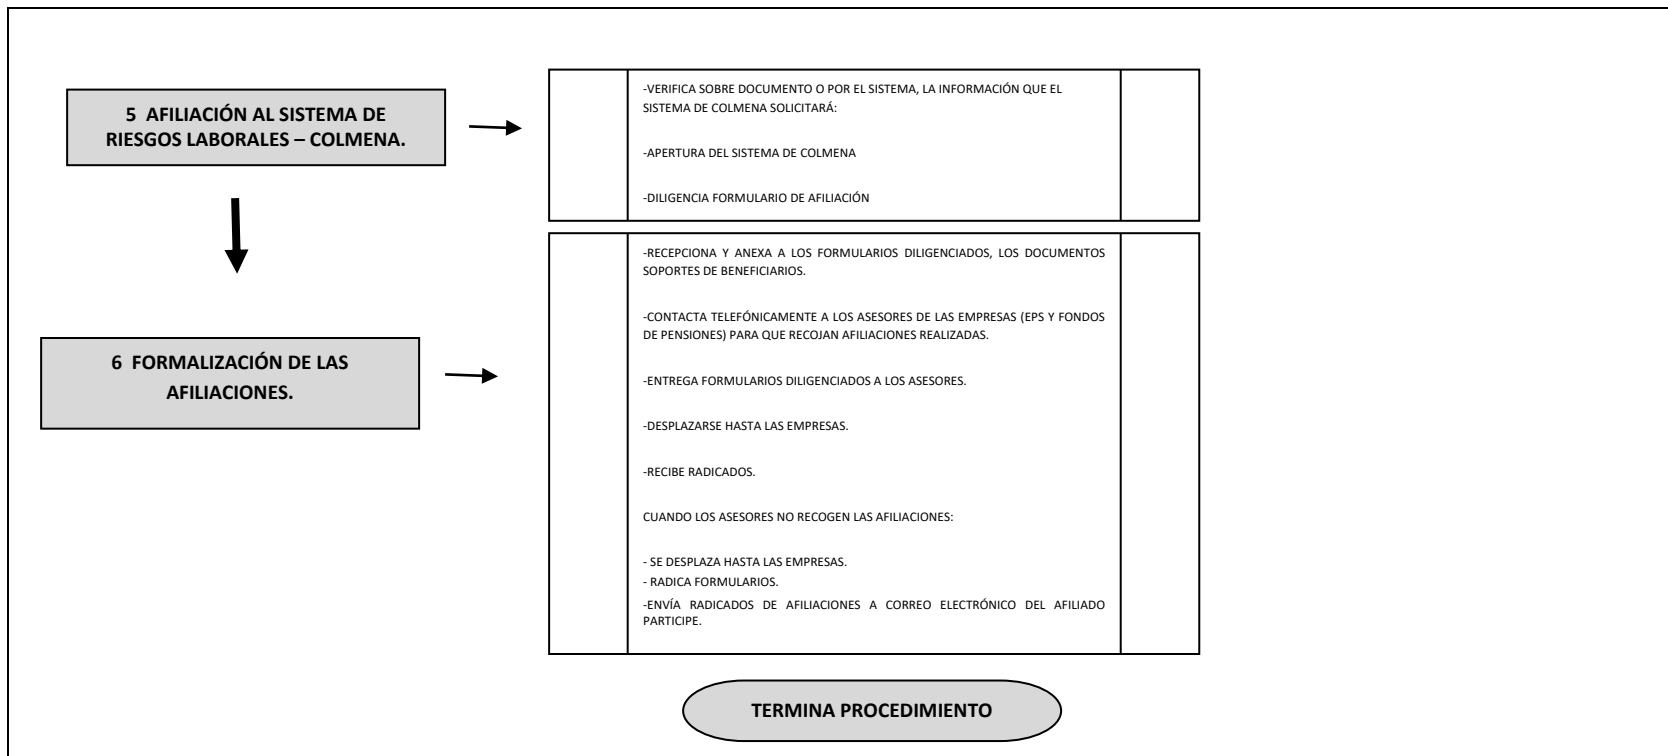 5 AFILIACIÓN AL SISTEMA DE
RIESGOS LABORALES – COLMENA.
-VERIFICA SOBRE DOCUMENTO O POR EL SISTEMA, LA INFORMACIÓN QUE EL
SISTEMA DE COLMENA SOLICITARÁ:
-APERTURA DEL SISTEMA DE COLMENA
-DILIGENCIA FORMULARIO DE AFILIACIÓN
6 FORMALIZACIÓN DE LAS
AFILIACIONES.
-RECEPCIONA Y ANEXA A LOS FORMULARIOS DILIGENCIADOS, LOS DOCUMENTOS
SOPORTES DE BENEFICIARIOS.
-CONTACTA TELEFÓNICAMENTE A LOS ASESORES DE LAS EMPRESAS (EPS Y FONDOS
DE PENSIONES) PARA QUE RECOJAN AFILIACIONES REALIZADAS.
-ENTREGA FORMULARIOS DILIGENCIADOS A LOS ASESORES.
-DESPLAZARSE HASTA LAS EMPRESAS.
-RECIBE RADICADOS.
CUANDO LOS ASESORES NO RECOGEN LAS AFILIACIONES:
- SE DESPLAZA HASTA LAS EMPRESAS.
- RADICA FORMULARIOS.
-ENVÍA RADICADOS DE AFILIACIONES A CORREO ELECTRÓNICO DEL AFILIADO
PARTICIPE.
TERMINA PROCEDIMIENTO